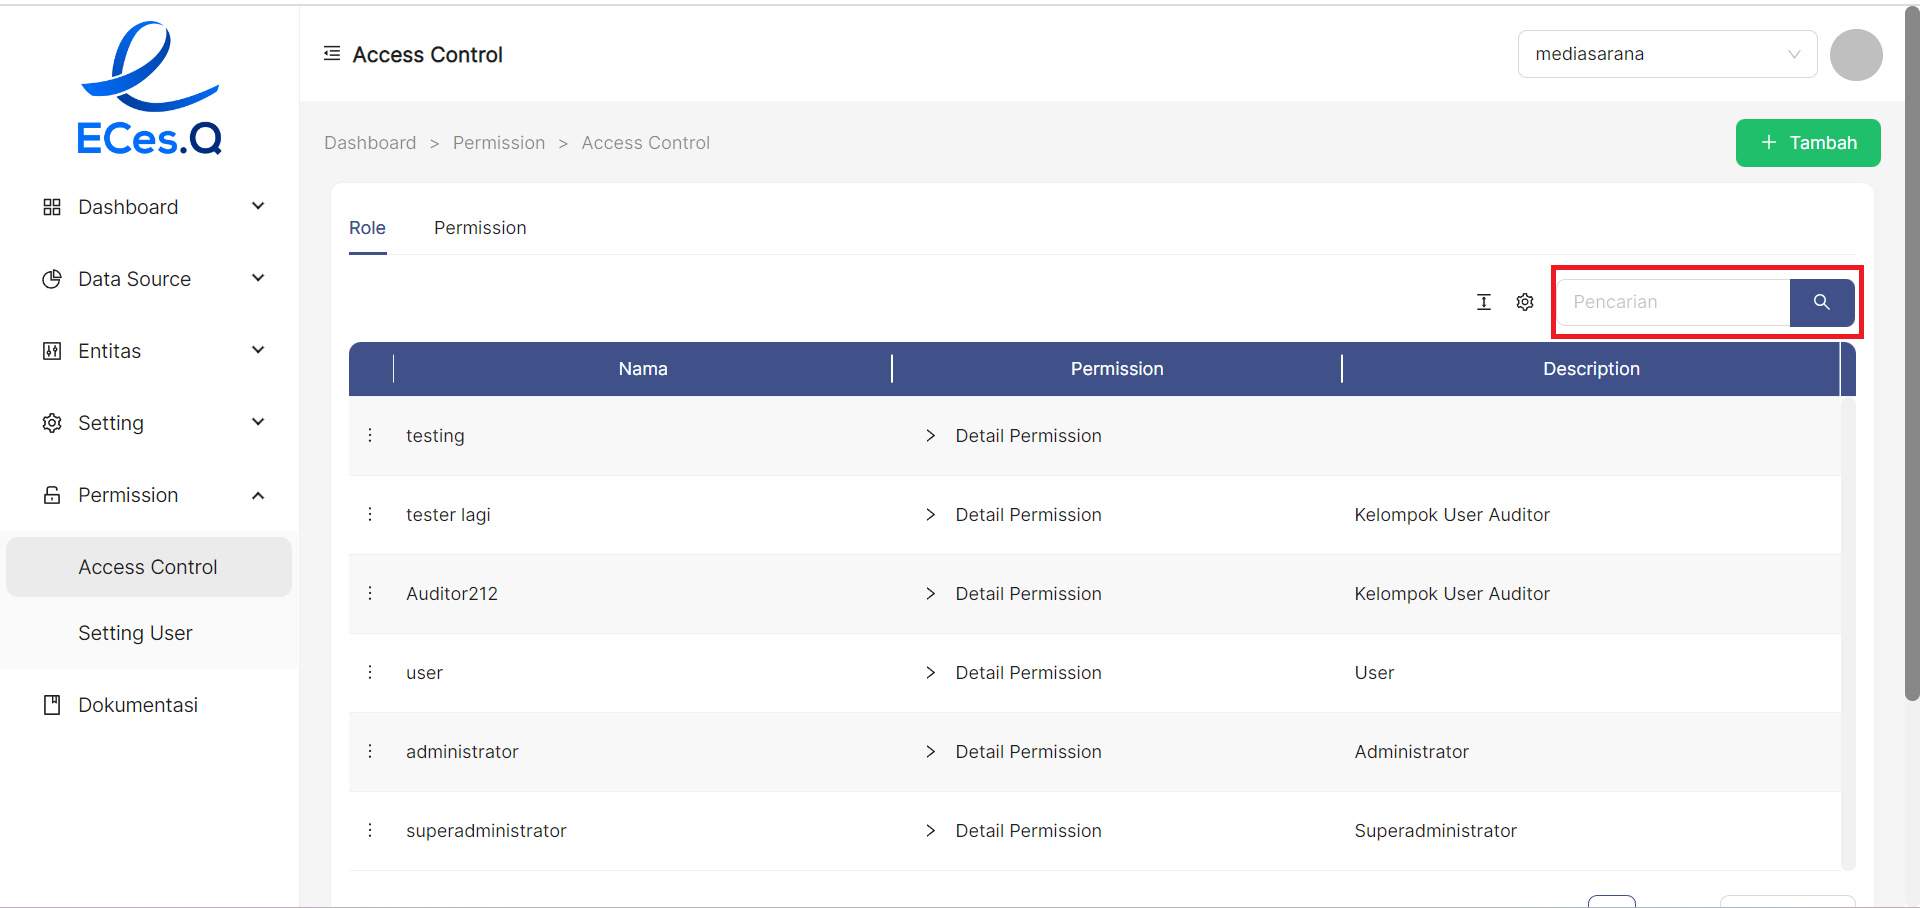 ECes.Q
Access Control
mediasarana
Dashboard > Permission > Access Control
+ Tambah
Dashboard
Data Source
Entitas
Setting
Permission
Access Control
Setting User
Dokumentasi
Role Permission
Pencarian
Nama Permission Description
testing > Detail Permission
tester lagi > Detail Permission Kelompok User Auditor
Auditor212 > Detail Permission Kelompok User Auditor
user > Detail Permission User
administrator > Detail Permission Administrator
superadministrator > Detail Permission Superadministrator